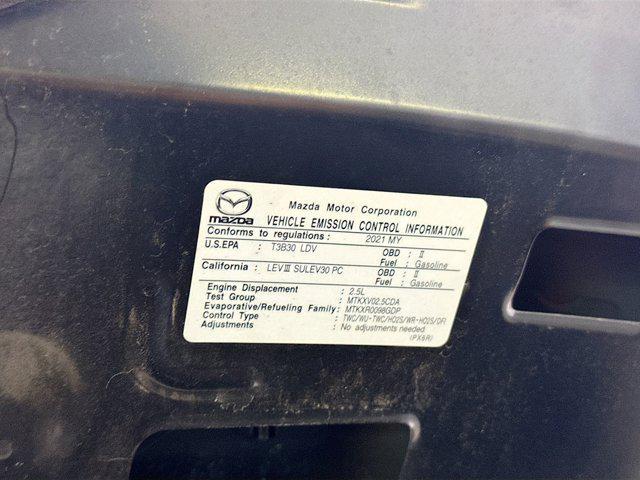 mazda
Mazda Motor Corporation
VEHICLE EMISSION CONTROL INFORMATION
Conforms to regulations : 2021 MY
U.S.EPA : T3B30 LDV OBD : II
Fuel : Gasoline
California : LEVⅢ SULEV30 PC OBD : II
Fuel : Gasoline
Engine Displacement : 2.5L
Test Group : MTKXV02.5CDA
Evaporative/Refueling Family: MTKXR0098GDP
Control Type : TWC/WU-TWC/HO2S/WR-HO2S/DFI
Adjustments : No adjustments needed
(PX6R)